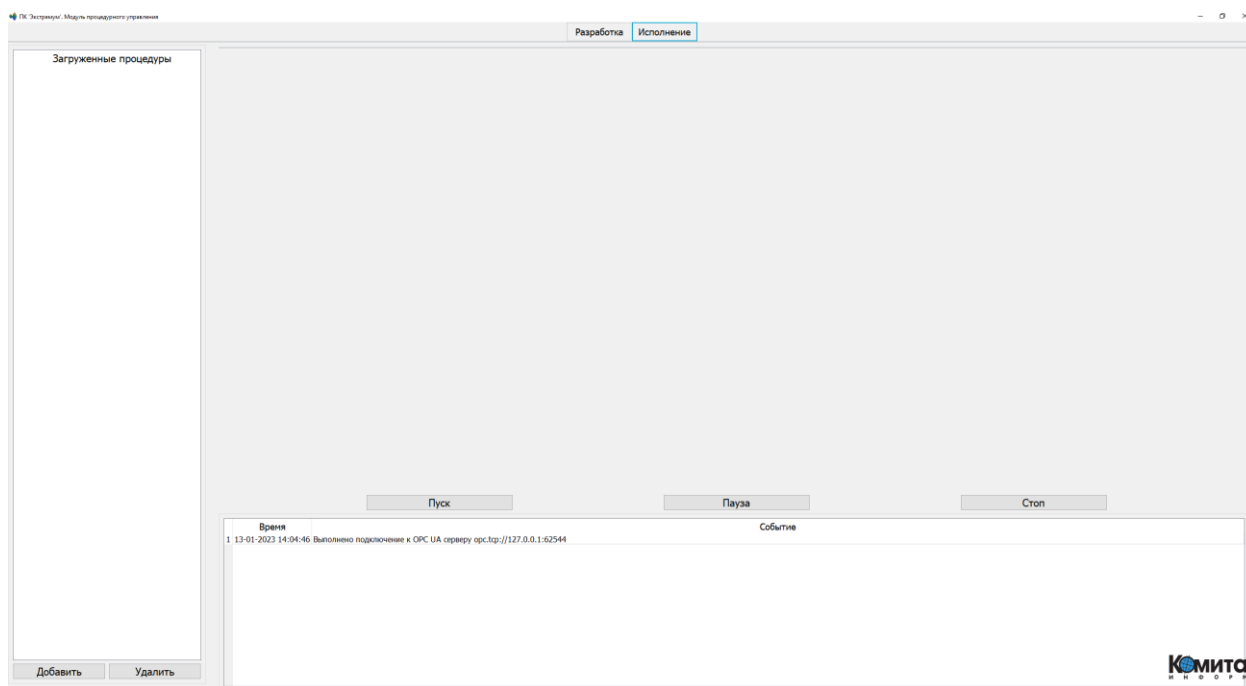 ПК 'Экстремум'. Модуль процедурного управления
Разработка Исполнение
Загруженные процедуры
Пуск Пауза Стоп
Время Событие
1 13-01-2023 14:04:46 Выполнено подключение к OPC UA серверу opc.tcp://127.0.0.1:62544
Добавить Удалить
Комита
ИНФОРМ